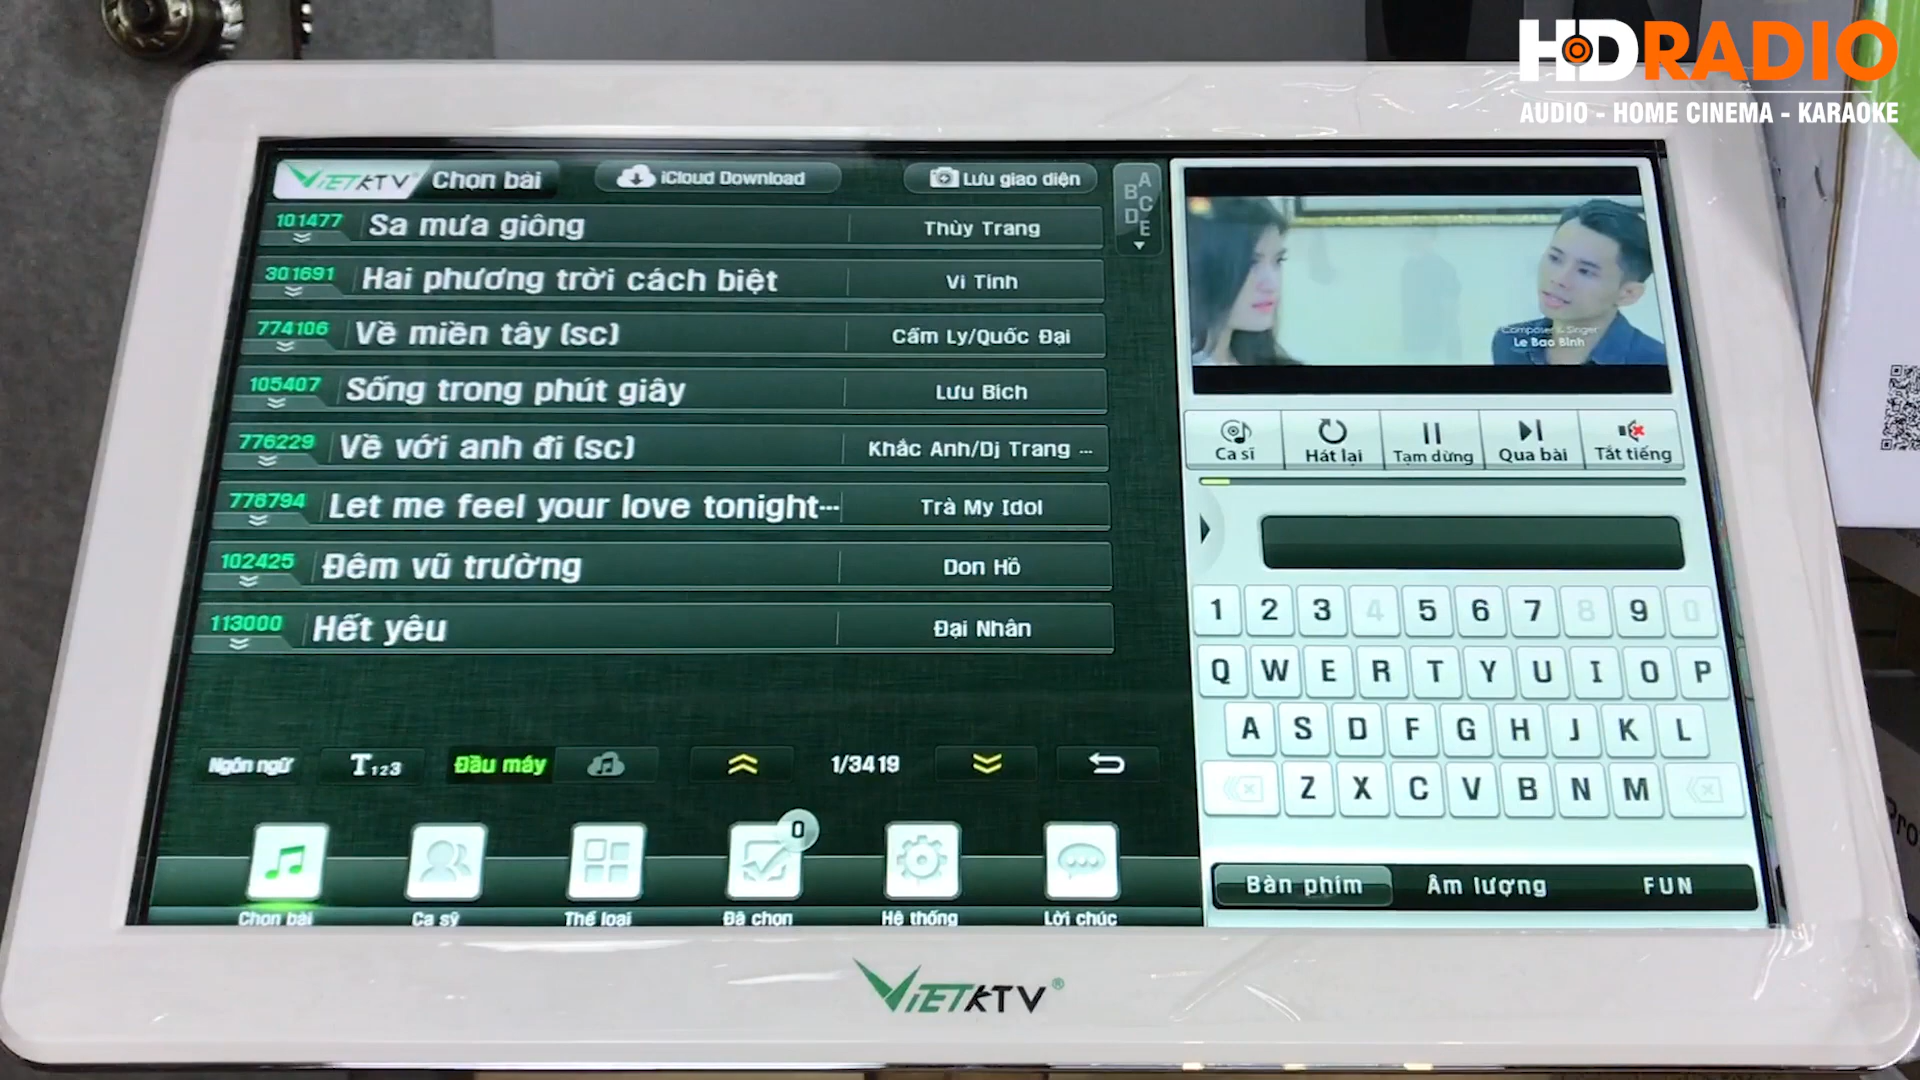 HDRADIO
AUDIO - HOME CINEMA - KARAOKE
VIETKTV® Chọn bài
iCloud Download
Lưu giao diện
A
B
C
D
E
101477 Sa mưa giông Thùy Trang
301691 Hai phương trời cách biệt Vi Tính
774106 Về miền tây (sc) Cẩm Ly/Quốc Đại
105407 Sống trong phút giây Lưu Bích
776229 Về với anh đi (sc) Khắc Anh/Dj Trang ...
776794 Let me feel your love tonight... Trà My Idol
102425 Đêm vũ trường Don Hồ
113000 Hết yêu Đại Nhân
Composer & Singer
Le Bao Binh
Ca sĩ Hát lại Tạm dừng Qua bài Tắt tiếng
1 2 3 4 5 6 7 8 9 0
Q W E R T Y U I O P
A S D F G H J K L
Z X C V B N M
Bàn phím Âm lượng FUN
Ngôn ngữ T123 Đầu máy 1/3419
0
Chọn bài Ca sỹ Thể loại Đã chọn Hệ thống Lời chúc
VIETKTV®